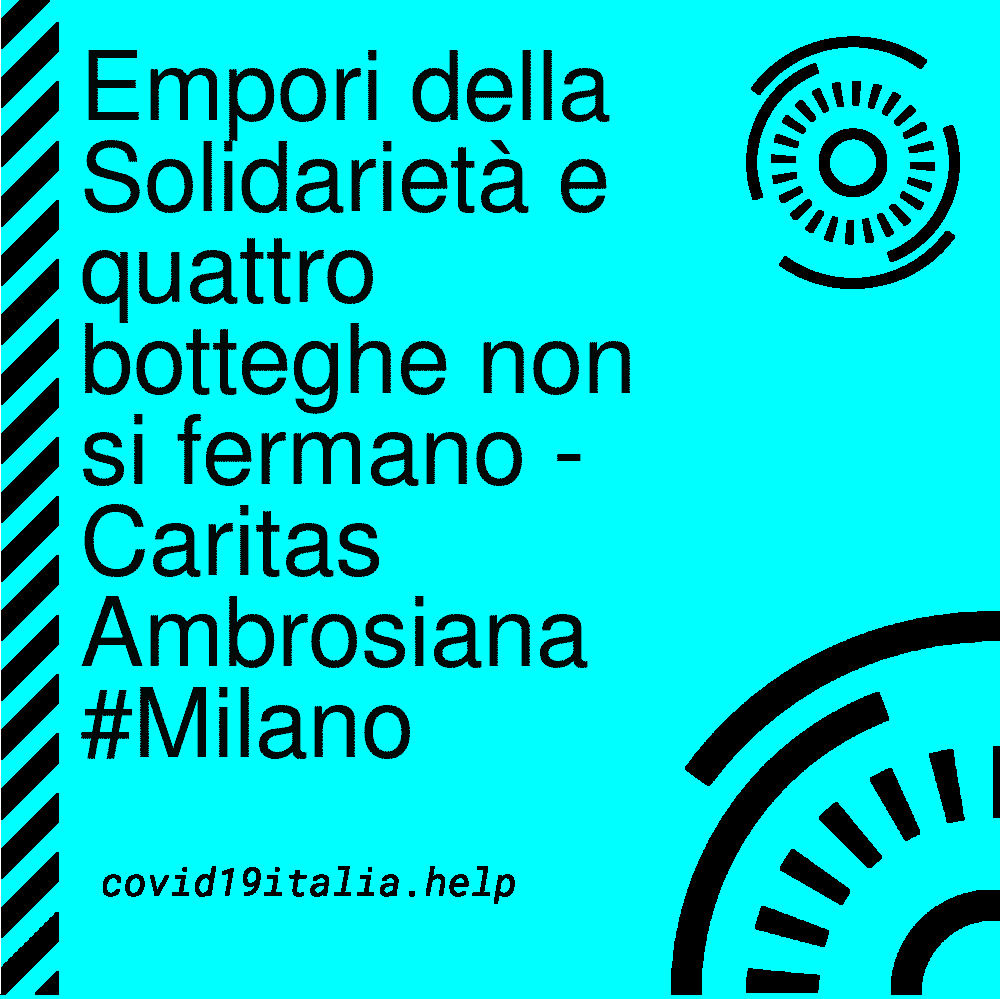 Empori della
Solidarietà e
quattro
botteghe non
si fermano -
Caritas
Ambrosiana
#Milano
covid19italia.help